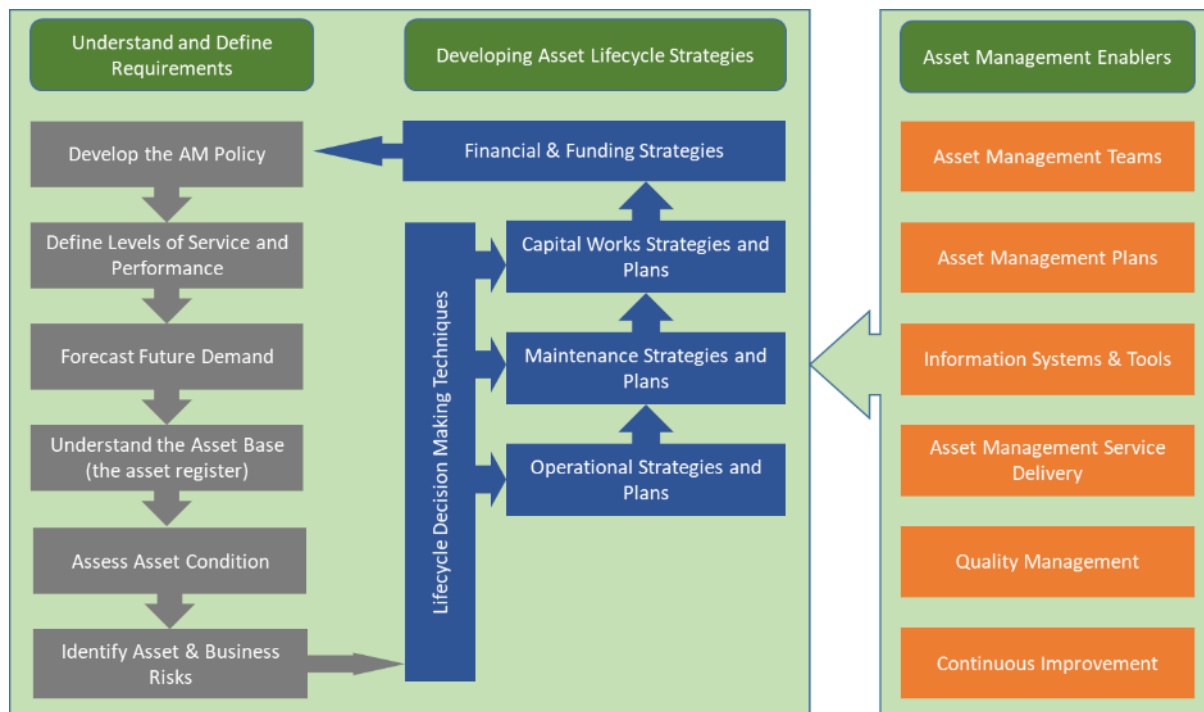 Understand and Define
Requirements
Develop the AM Policy
Define Levels of Service and
Performance
Forecast Future Demand
Understand the Asset Base
(the asset register)
Assess Asset Condition
Identify Asset & Business
Risks
Developing Asset Lifecycle Strategies
Financial & Funding Strategies
Lifecycle Decision Making Techniques
Capital Works Strategies and
Plans
Maintenance Strategies and
Plans
Operational Strategies and
Plans
Asset Management Enablers
Asset Management Teams
Asset Management Plans
Information Systems & Tools
Asset Management Service
Delivery
Quality Management
Continuous Improvement